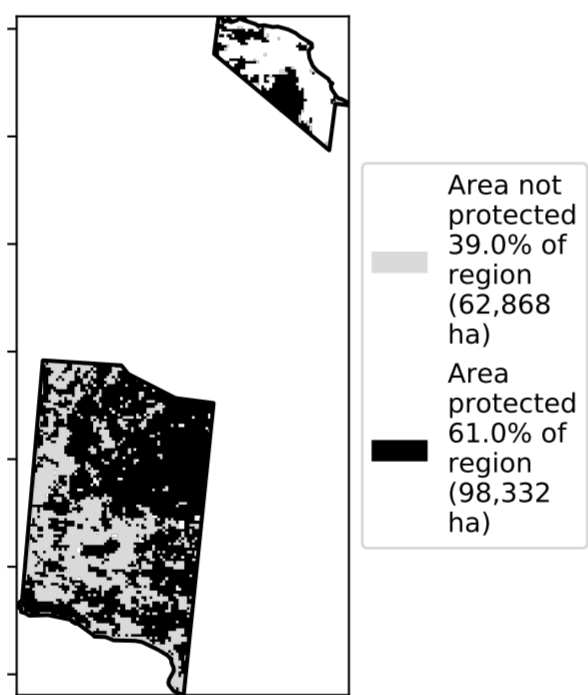 Area not
protected
39.0% of
region
(62,868
ha)
Area
protected
61.0% of
region
(98,332
ha)